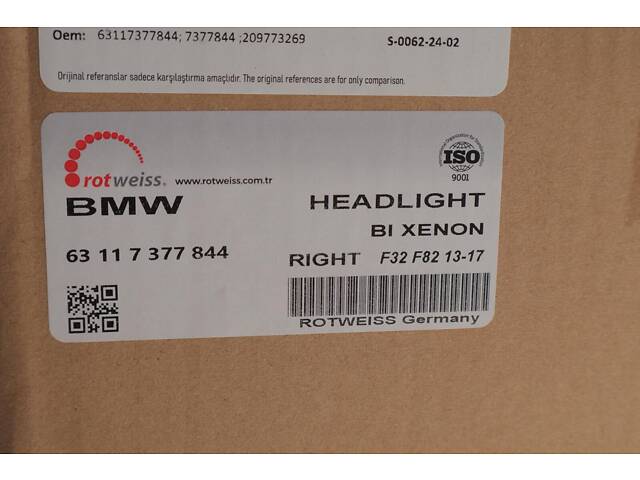 Oem: 63117377844; 7377844 ;209773269 S-0062-24-02
Orijinal referanslar sadece karşılaştırma amaçlıdır. The original references are for only comparison.
rotweiss. www.rotweiss.com.tr
ISO
9001
BMW HEADLIGHT
BI XENON
63 11 7 377 844 RIGHT F32 F82 13-17
ROTWEISS Germany